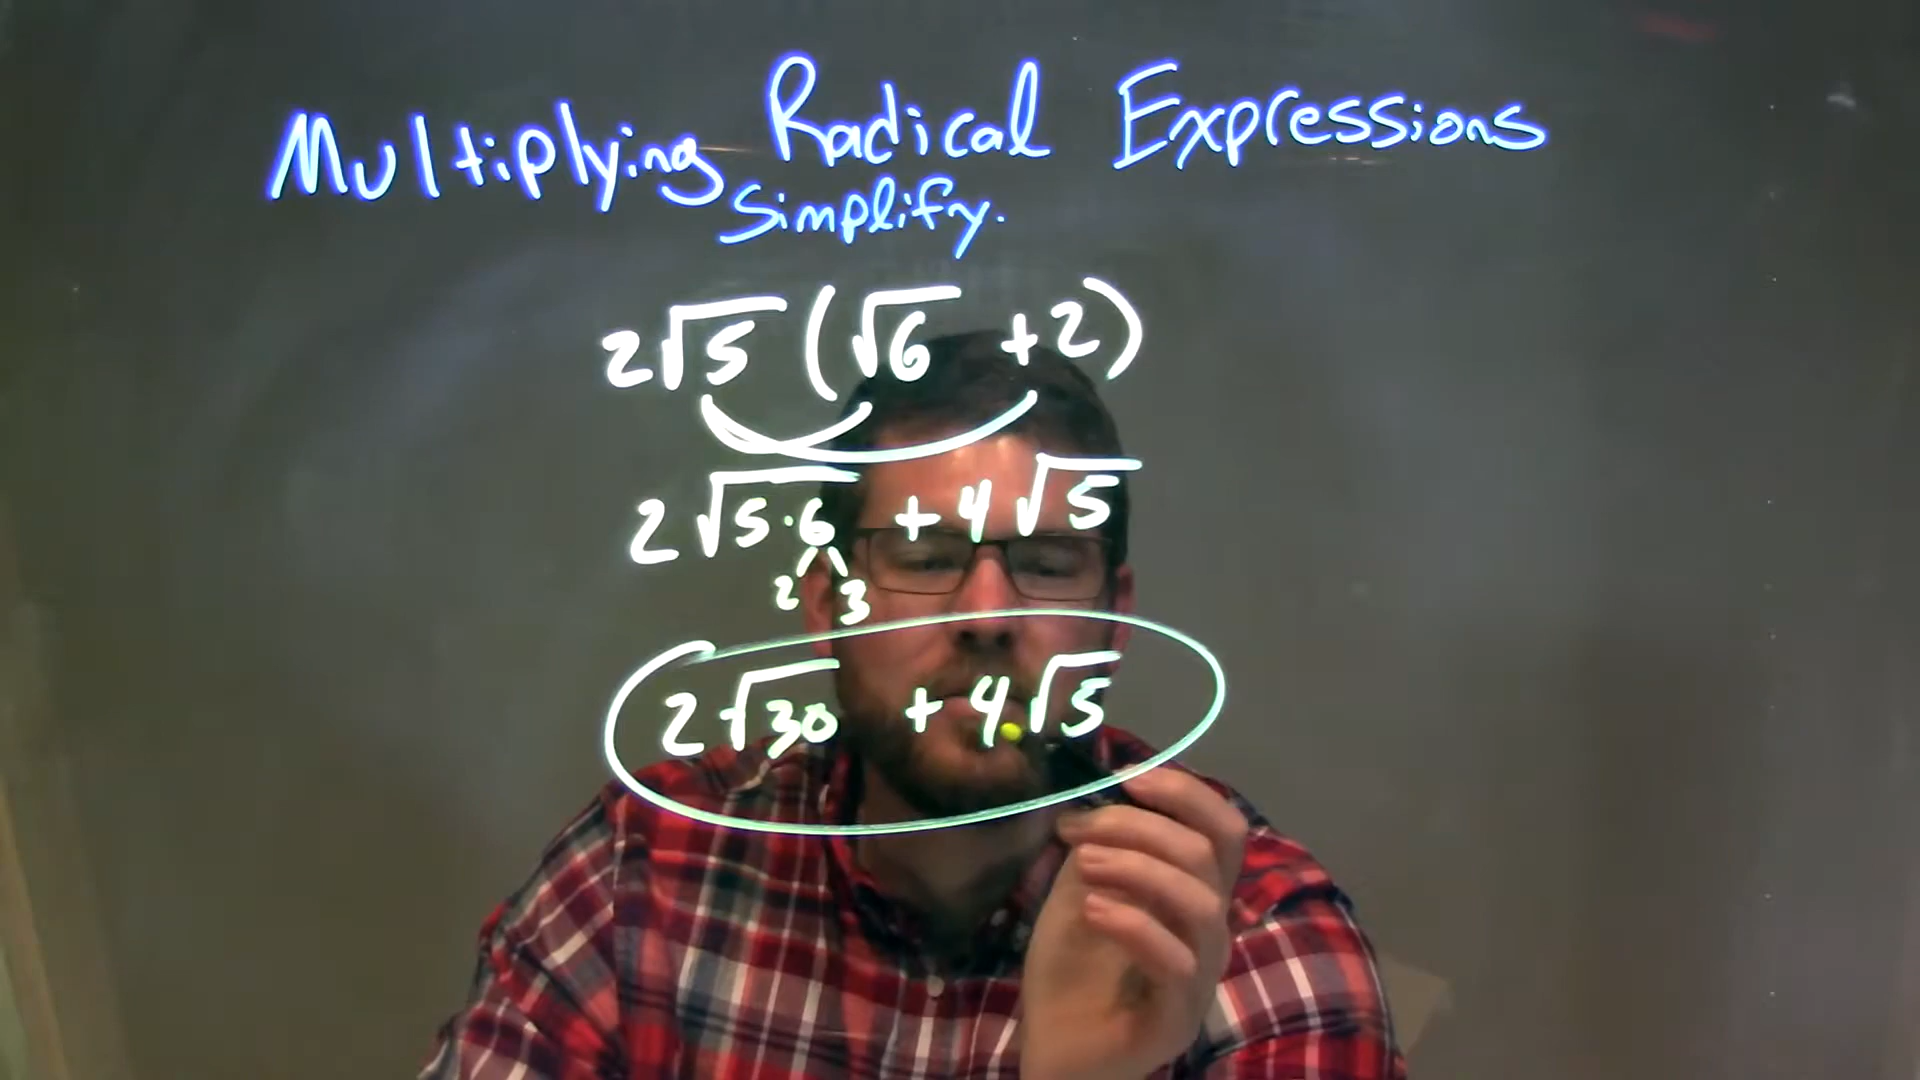 Multiplying Radical Expressions
Simplify.
2√5 (√6 + 2)
2√5·6 + 4√5
2 3
2√30 + 4√5